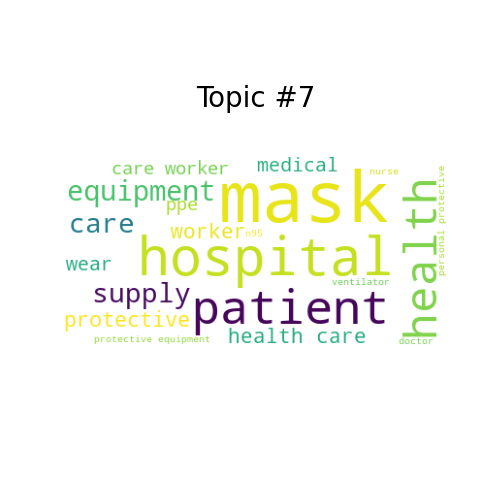 Topic #7
care worker
medical
nurse
equipment
mask
ppe
care
worker
n95
hospital
health
personal protective
wear
ventilator
supply
patient
protective
health care
protective equipment
doctor